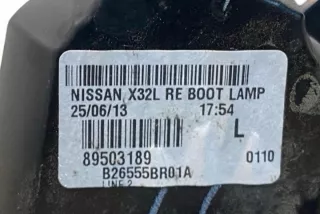 NISSAN X32L RE BOOT LAMP
25/06/13 17:54
L
89503189 0110
B26555BR01A
LINE 2